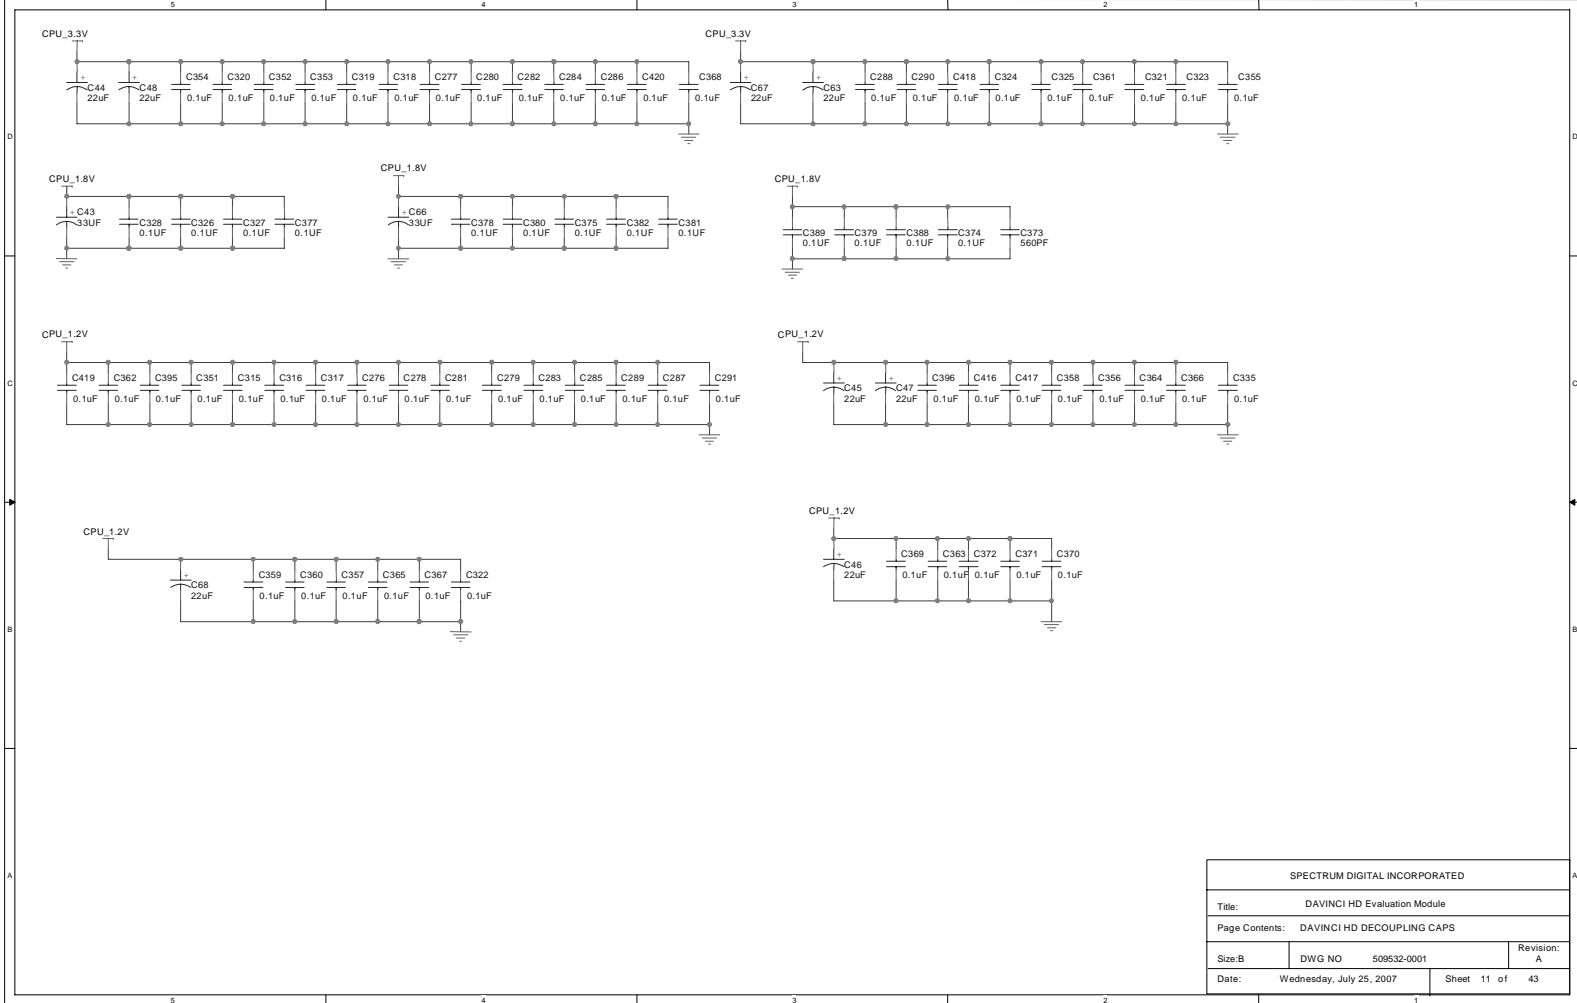 5 4 3 2 1
CPU_3.3V CPU_3.3V
C44 C48 C354 C320 C352 C353 C319 C318 C277 C280 C282 C284 C286 C420 C368 C67 C63 C288 C290 C418 C324 C325 C361 C321 C323 C355
22uF 22uF 0.1uF 0.1uF 0.1uF 0.1uF 0.1uF 0.1uF 0.1uF 0.1uF 0.1uF 0.1uF 0.1uF 0.1uF 0.1uF 22uF 22uF 0.1uF 0.1uF 0.1uF 0.1uF 0.1uF 0.1uF 0.1uF 0.1uF 0.1uF
D D
CPU_1.8V CPU_1.8V CPU_1.8V
C43 C328 C326 C327 C377 C66 C378 C380 C375 C382 C381 C389 C379 C388 C374 C373
33UF 0.1UF 0.1UF 0.1UF 0.1UF 33UF 0.1UF 0.1UF 0.1UF 0.1UF 0.1UF 0.1UF 0.1UF 0.1UF 0.1UF 560PF
CPU_1.2V CPU_1.2V
C C
C419 C362 C395 C351 C315 C316 C317 C276 C278 C281 C279 C283 C285 C289 C287 C291 C45 C47 C396 C416 C417 C358 C356 C364 C366 C335
0.1uF 0.1uF 0.1uF 0.1uF 0.1uF 0.1uF 0.1uF 0.1uF 0.1uF 0.1uF 0.1uF 0.1uF 0.1uF 0.1uF 0.1uF 0.1uF 22uF 22uF 0.1uF 0.1uF 0.1uF 0.1uF 0.1uF 0.1uF 0.1uF 0.1uF
CPU_1.2V CPU_1.2V
C68 C359 C360 C357 C365 C367 C322 C46 C369 C363 C372 C371 C370
22uF 0.1uF 0.1uF 0.1uF 0.1uF 0.1uF 0.1uF 22uF 0.1uF 0.1uF 0.1uF 0.1uF 0.1uF
B B
A A
SPECTRUM DIGITAL INCORPORATED
Title: DAVINCI HD Evaluation Module
Page Contents: DAVINCI HD DECOUPLING CAPS
Size:B DWG NO 509532-0001 Revision: A
Date: Wednesday, July 25, 2007 Sheet 11 of 43
5 4 3 2 1